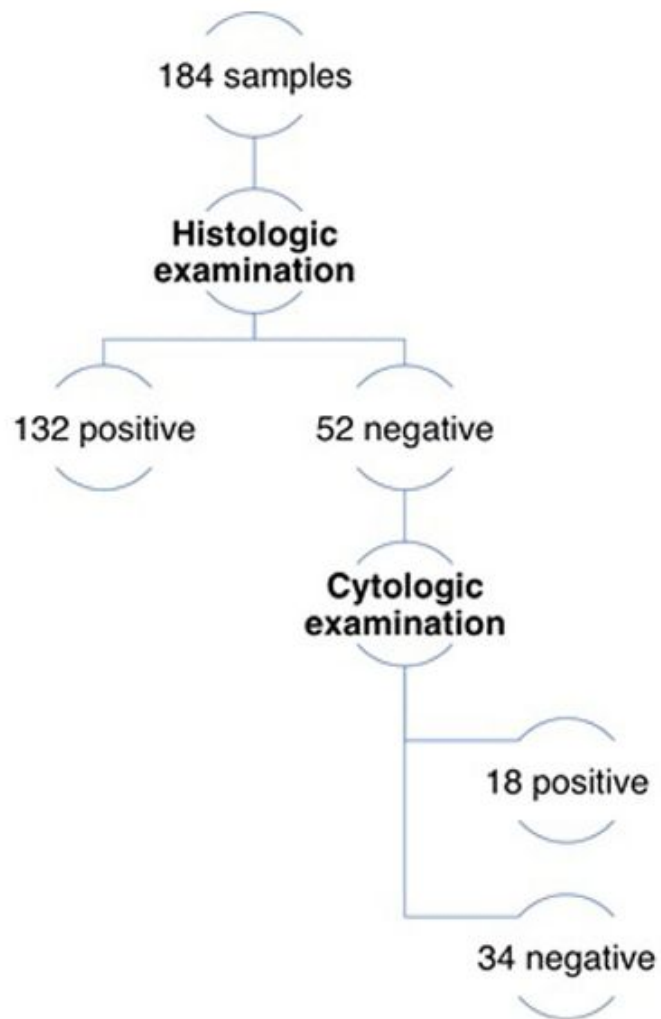 184 samples
Histologic
examination
132 positive
52 negative
Cytologic
examination
18 positive
34 negative